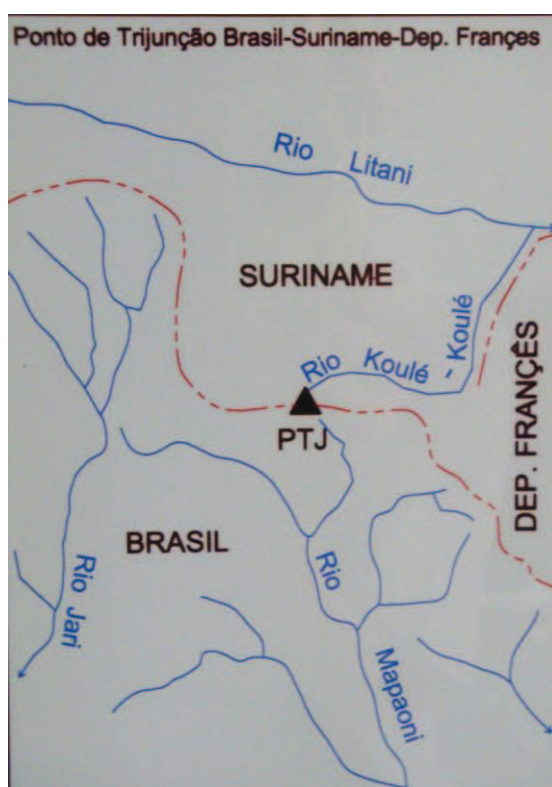 Ponto de Trijunção Brasil-Suriname-Dep. Françes
Rio Litani
SURINAME
Rio Koulé - Koulé
DEP. FRANÇÊS
PTJ
BRASIL
Rio Jari
Rio Mapaoni